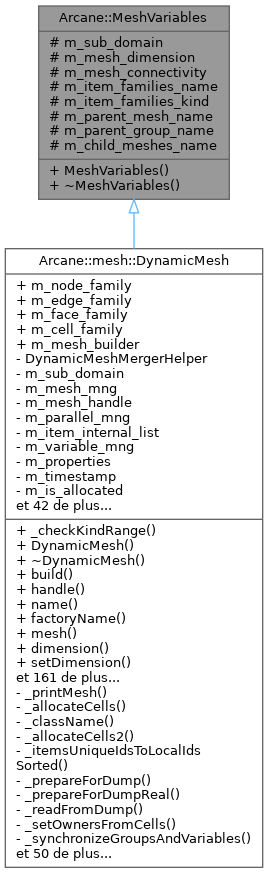 Arcane::MeshVariables
# m_sub_domain
# m_mesh_dimension
# m_mesh_connectivity
# m_item_families_name
# m_item_families_kind
# m_parent_mesh_name
# m_parent_group_name
# m_child_meshes_name
+ MeshVariables()
+ ~MeshVariables()
Arcane::mesh::DynamicMesh
+ m_node_family
+ m_edge_family
+ m_face_family
+ m_cell_family
+ m_mesh_builder
- DynamicMeshMergerHelper
- m_sub_domain
- m_mesh_mng
- m_mesh_handle
- m_parallel_mng
- m_item_internal_list
- m_variable_mng
- m_properties
- m_timestamp
- m_is_allocated
et 42 de plus...
+ _checkKindRange()
+ DynamicMesh()
+ ~DynamicMesh()
+ build()
+ handle()
+ name()
+ factoryName()
+ mesh()
+ dimension()
+ setDimension()
et 161 de plus...
- _printMesh()
- _allocateCells()
- _className()
- _allocateCells2()
- _itemsUniqueIdsToLocalIds
Sorted()
- _prepareForDump()
- _prepareForDumpReal()
- _readFromDump()
- _setOwnersFromCells()
- _synchronizeGroupsAndVariables()
et 50 de plus...